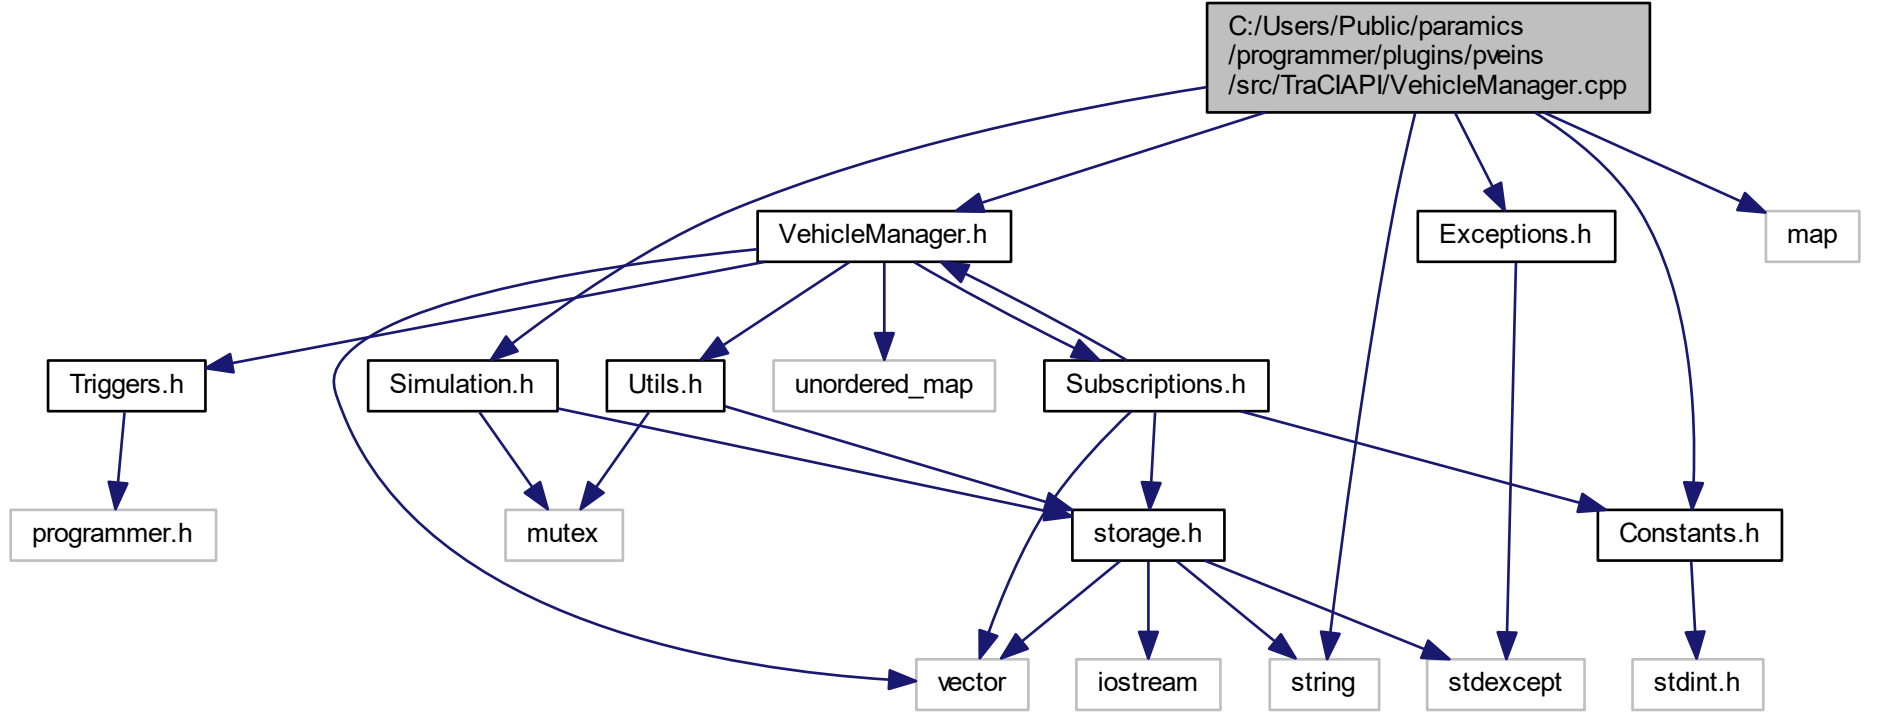 C:/Users/Public/paramics
/programmer/plugins/pveins
/src/TraCIAPI/VehicleManager.cpp
VehicleManager.h
Exceptions.h
map
Triggers.h
Simulation.h
Utils.h
unordered_map
Subscriptions.h
programmer.h
mutex
storage.h
Constants.h
vector
iostream
string
stdexcept
stdint.h